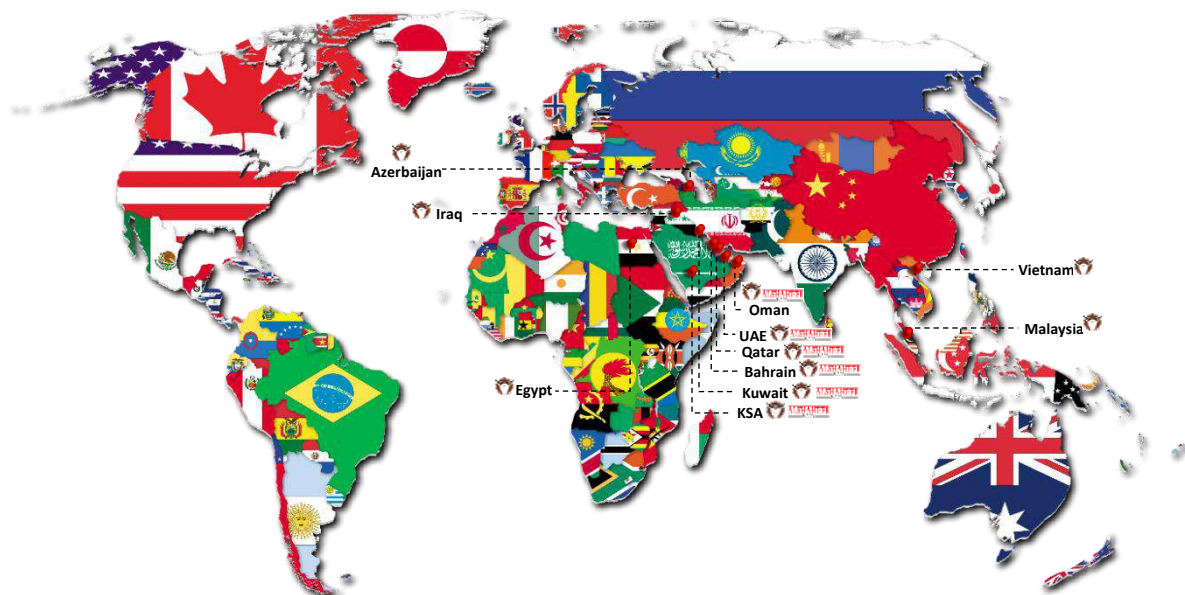 Azerbaijan
Iraq
Vietnam
Oman
Malaysia
UAE
Qatar
Bahrain
Egypt
Kuwait
KSA